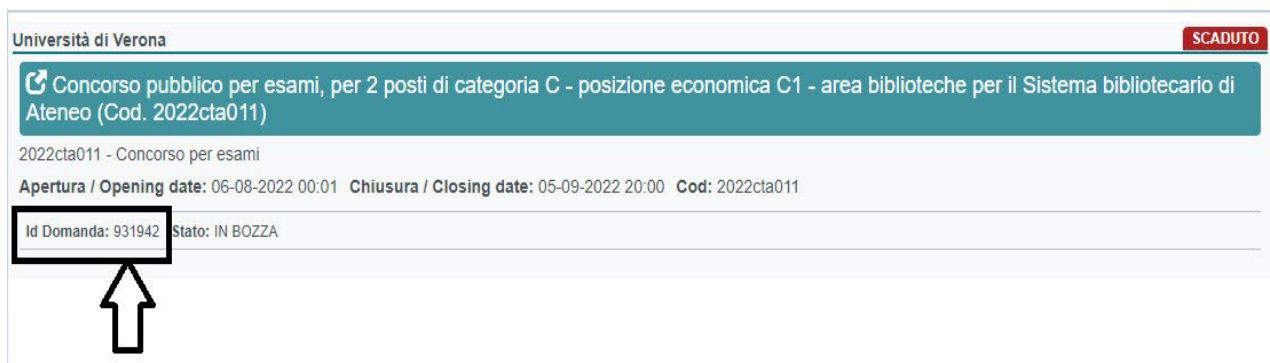 Università di Verona
SCADUTO
Concorso pubblico per esami, per 2 posti di categoria C - posizione economica C1 - area biblioteche per il Sistema bibliotecario di
Ateneo (Cod. 2022cta011)
2022cta011 - Concorso per esami
Apertura / Opening date: 06-08-2022 00:01 Chiusura / Closing date: 05-09-2022 20:00 Cod: 2022cta011
Id Domanda: 931942 Stato: IN BOZZA